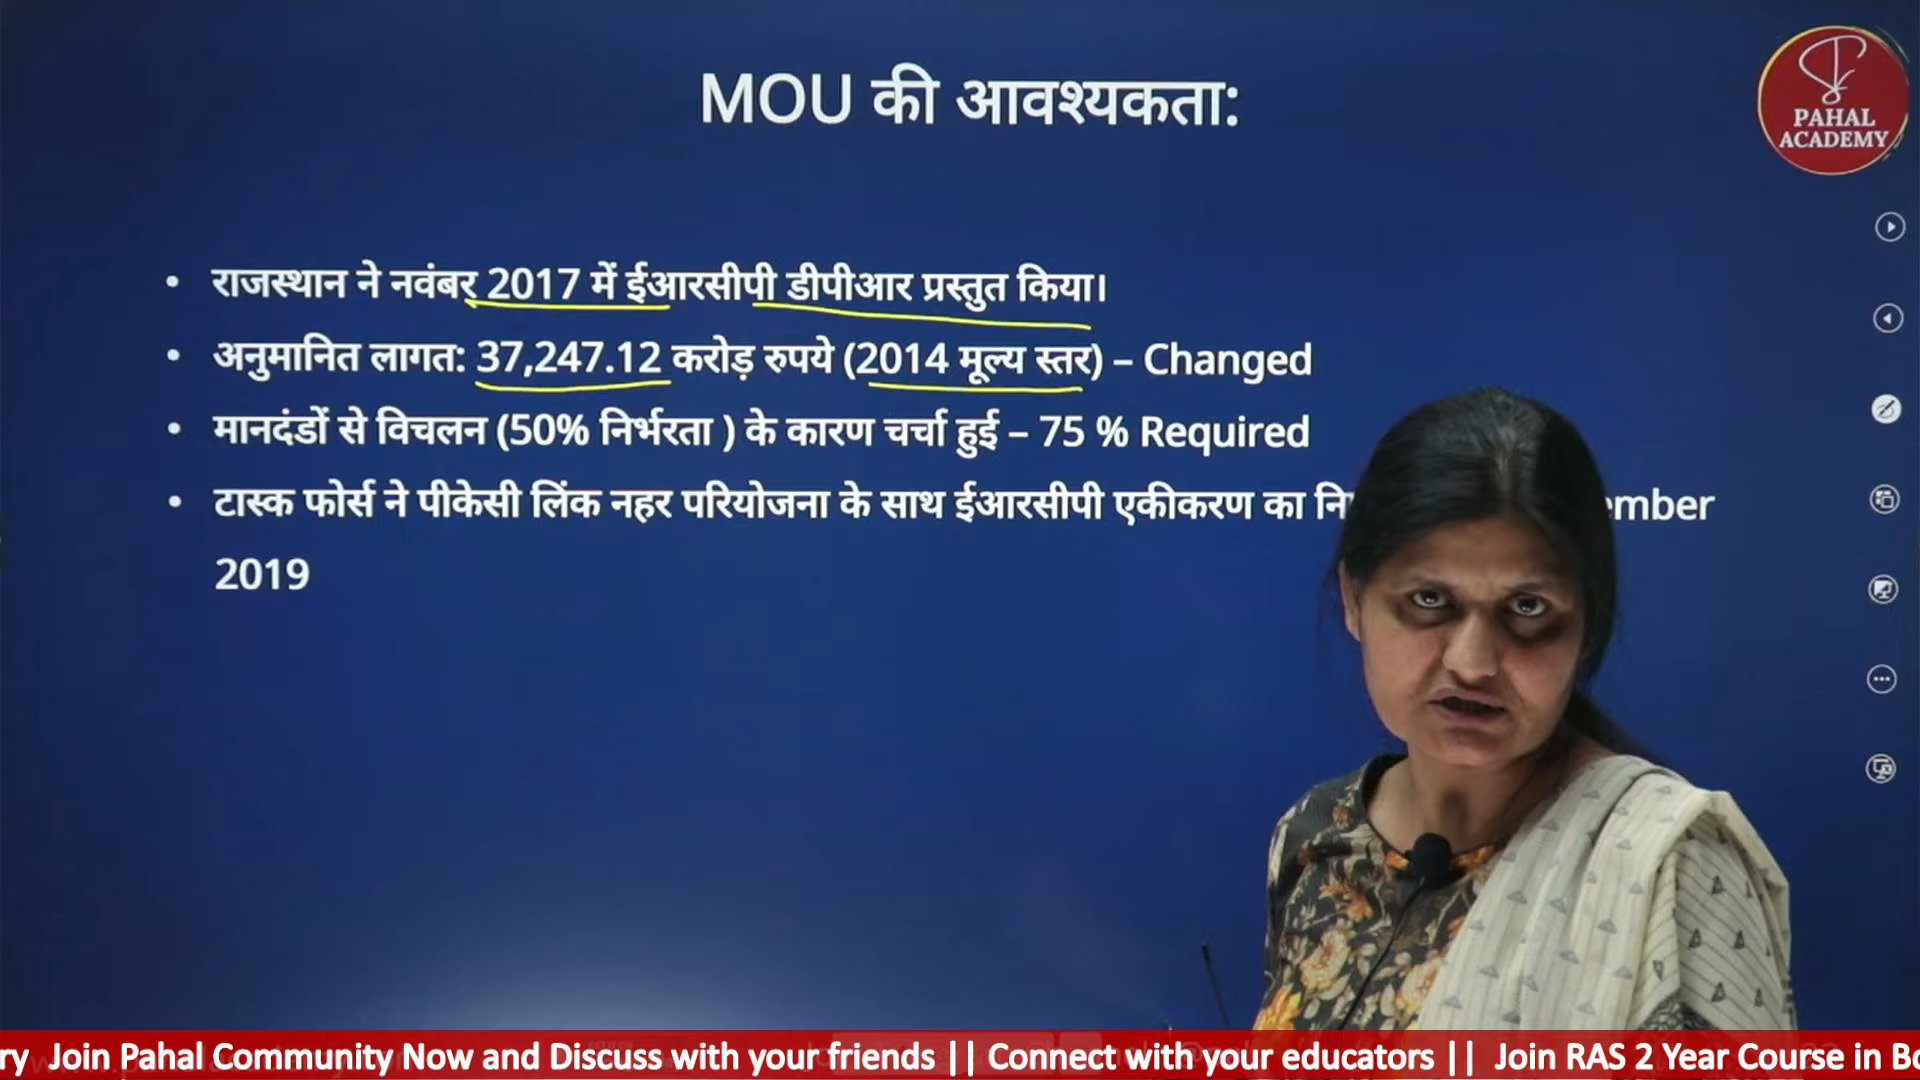 MOU की आवश्यकता:
PAHAL
ACADEMY
• राजस्थान ने नवंबर 2017 में ईआरसीपी डीपीआर प्रस्तुत किया।
• अनुमानित लागत: 37,247.12 करोड़ रुपये (2014 मूल्य स्तर) – Changed
• मानदंडों से विचलन (50% निर्भरता ) के कारण चर्चा हुई – 75 % Required
• टास्क फोर्स ने पीकेसी लिंक नहर परियोजना के साथ ईआरसीपी एकीकरण का
2019
Join Pahal Community Now and Discuss with your friends || Connect with your educators || Join RAS 2 Year Course in